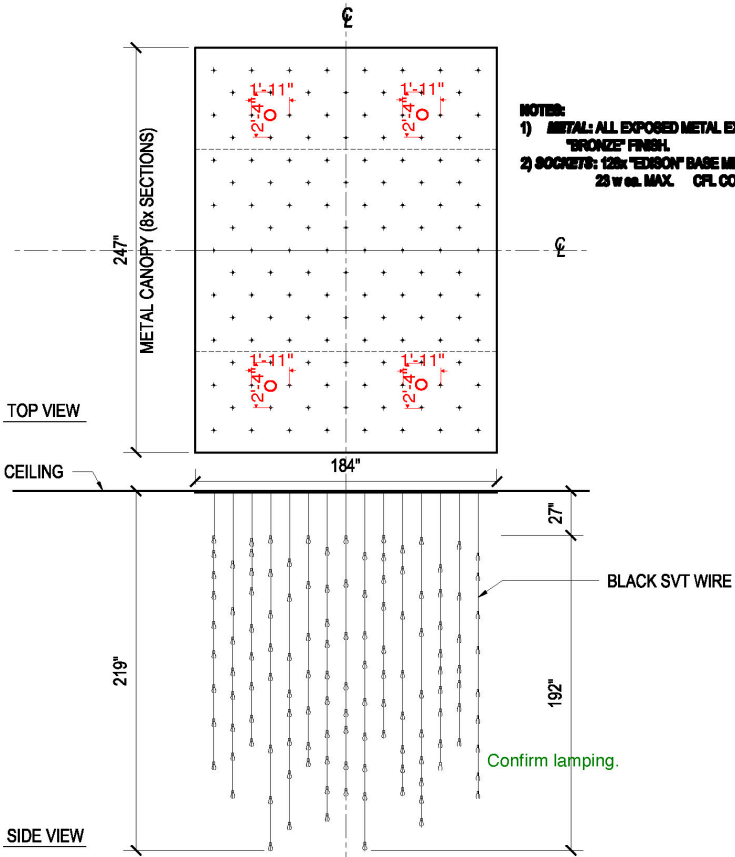 ℄
NOTES:
1) METAL: ALL EXPOSED METAL EX
"BRONZE" FINISH.
2) SOCKETS: 128x "EDISON" BASE ME
23 w ea. MAX. CFL CO
1'-11"
2'-4"
1'-11"
2'-4"
METAL CANOPY (8x SECTIONS)
247"
℄
1'-11"
2'-4"
1'-11"
2'-4"
TOP VIEW
184"
CEILING
27"
BLACK SVT WIRE
219"
192"
Confirm lamping.
SIDE VIEW